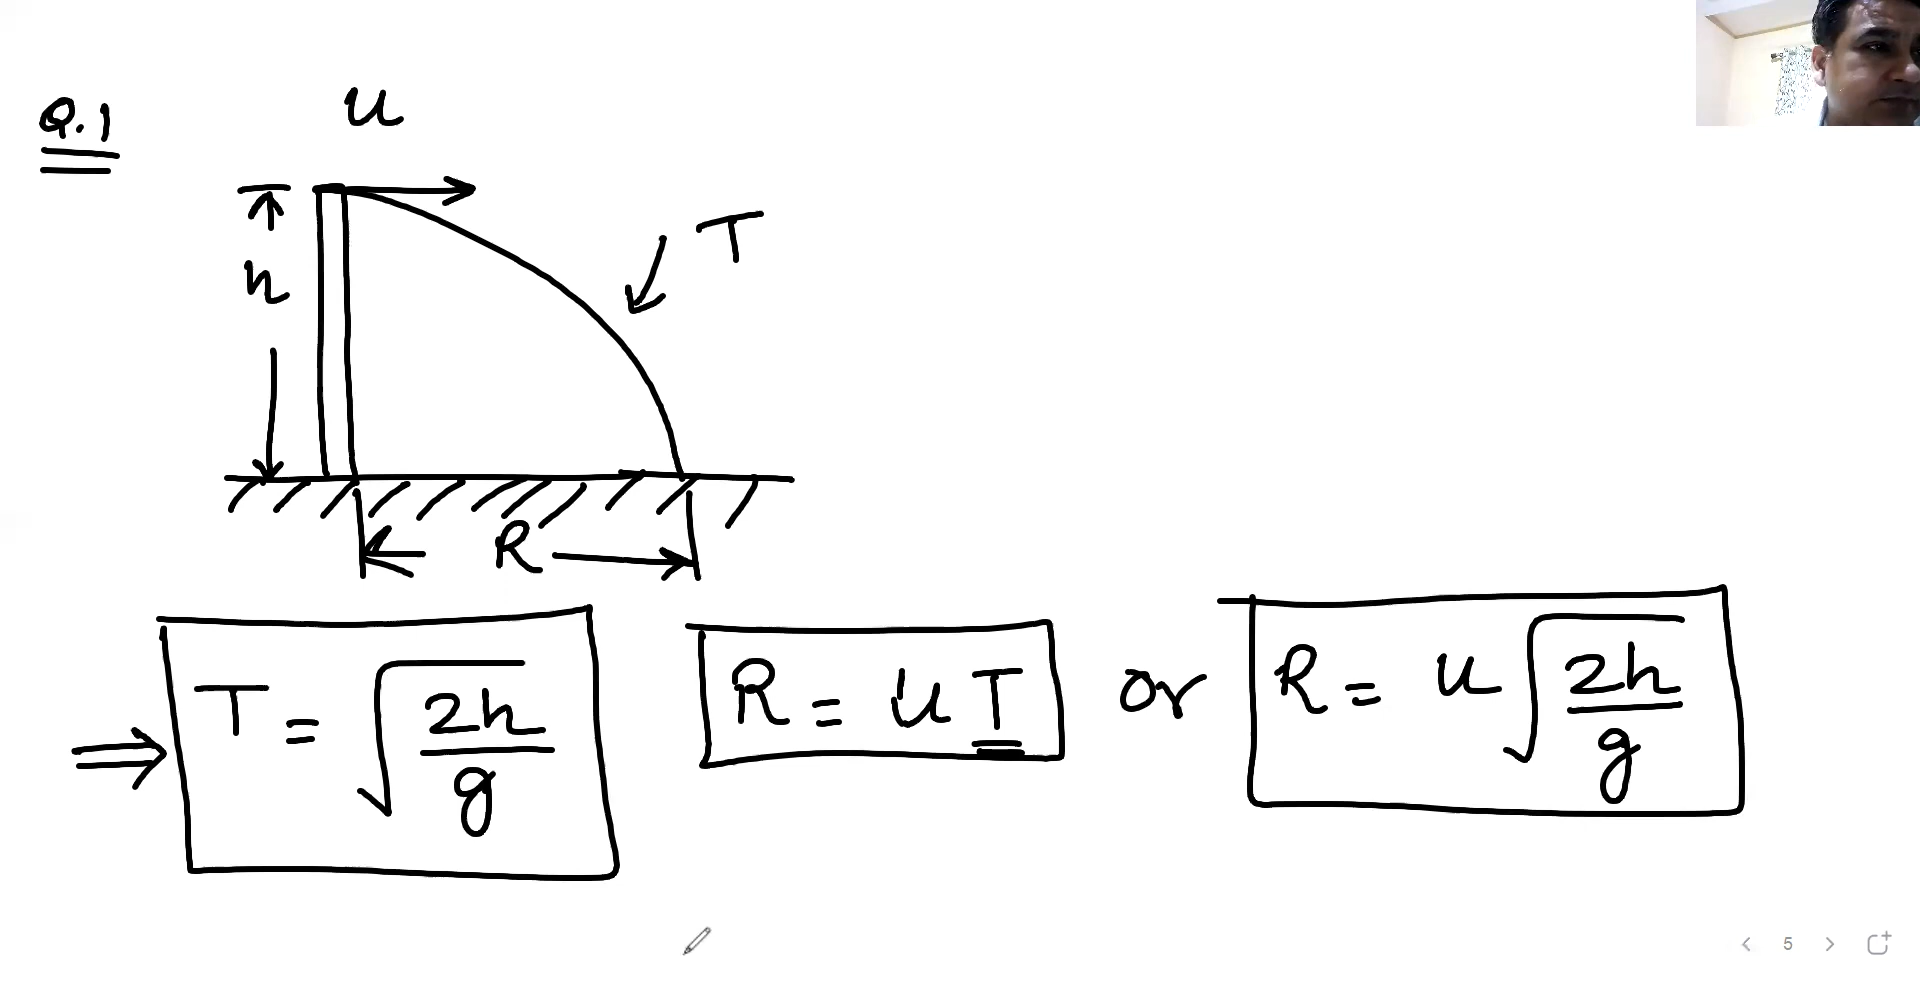 Q.1
u
h
T
R
T = √(2h/g)
R = uT
or
R = u√(2h/g)
5